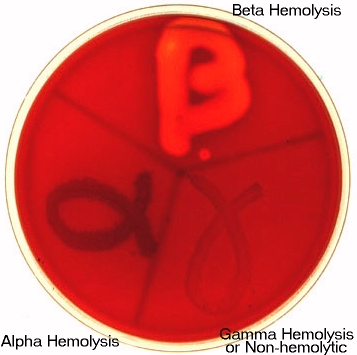 Beta Hemolysis
β
α
γ
Alpha Hemolysis
Gamma Hemolysis
or Non-hemolytic